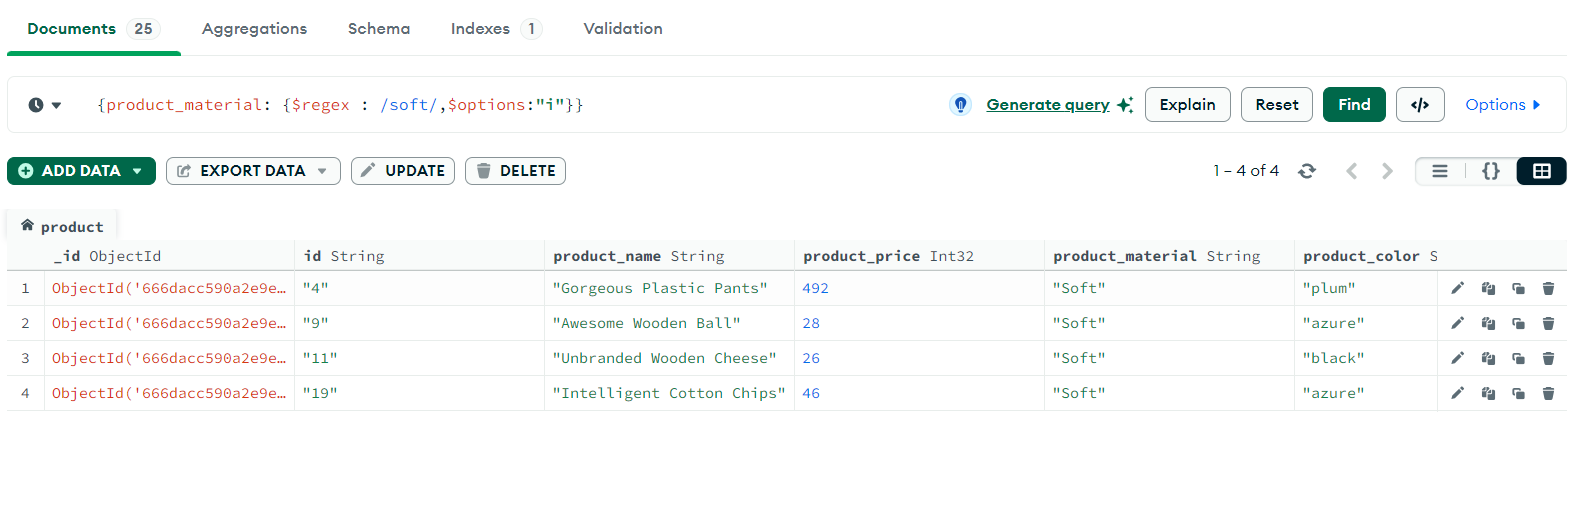 Documents 25 Aggregations Schema Indexes 1 Validation
{product_material: {$regex : /soft/,$options:"i"}} Generate query Explain Reset Find </> Options
ADD DATA EXPORT DATA UPDATE DELETE 1 – 4 of 4 {}
product
_id ObjectId id String product_name String product_price Int32 product_material String product_color S
1 ObjectId('666dacc590a2e9e… "4" "Gorgeous Plastic Pants" 492 "Soft" "plum"
2 ObjectId('666dacc590a2e9e… "9" "Awesome Wooden Ball" 28 "Soft" "azure"
3 ObjectId('666dacc590a2e9e… "11" "Unbranded Wooden Cheese" 26 "Soft" "black"
4 ObjectId('666dacc590a2e9e… "19" "Intelligent Cotton Chips" 46 "Soft" "azure"